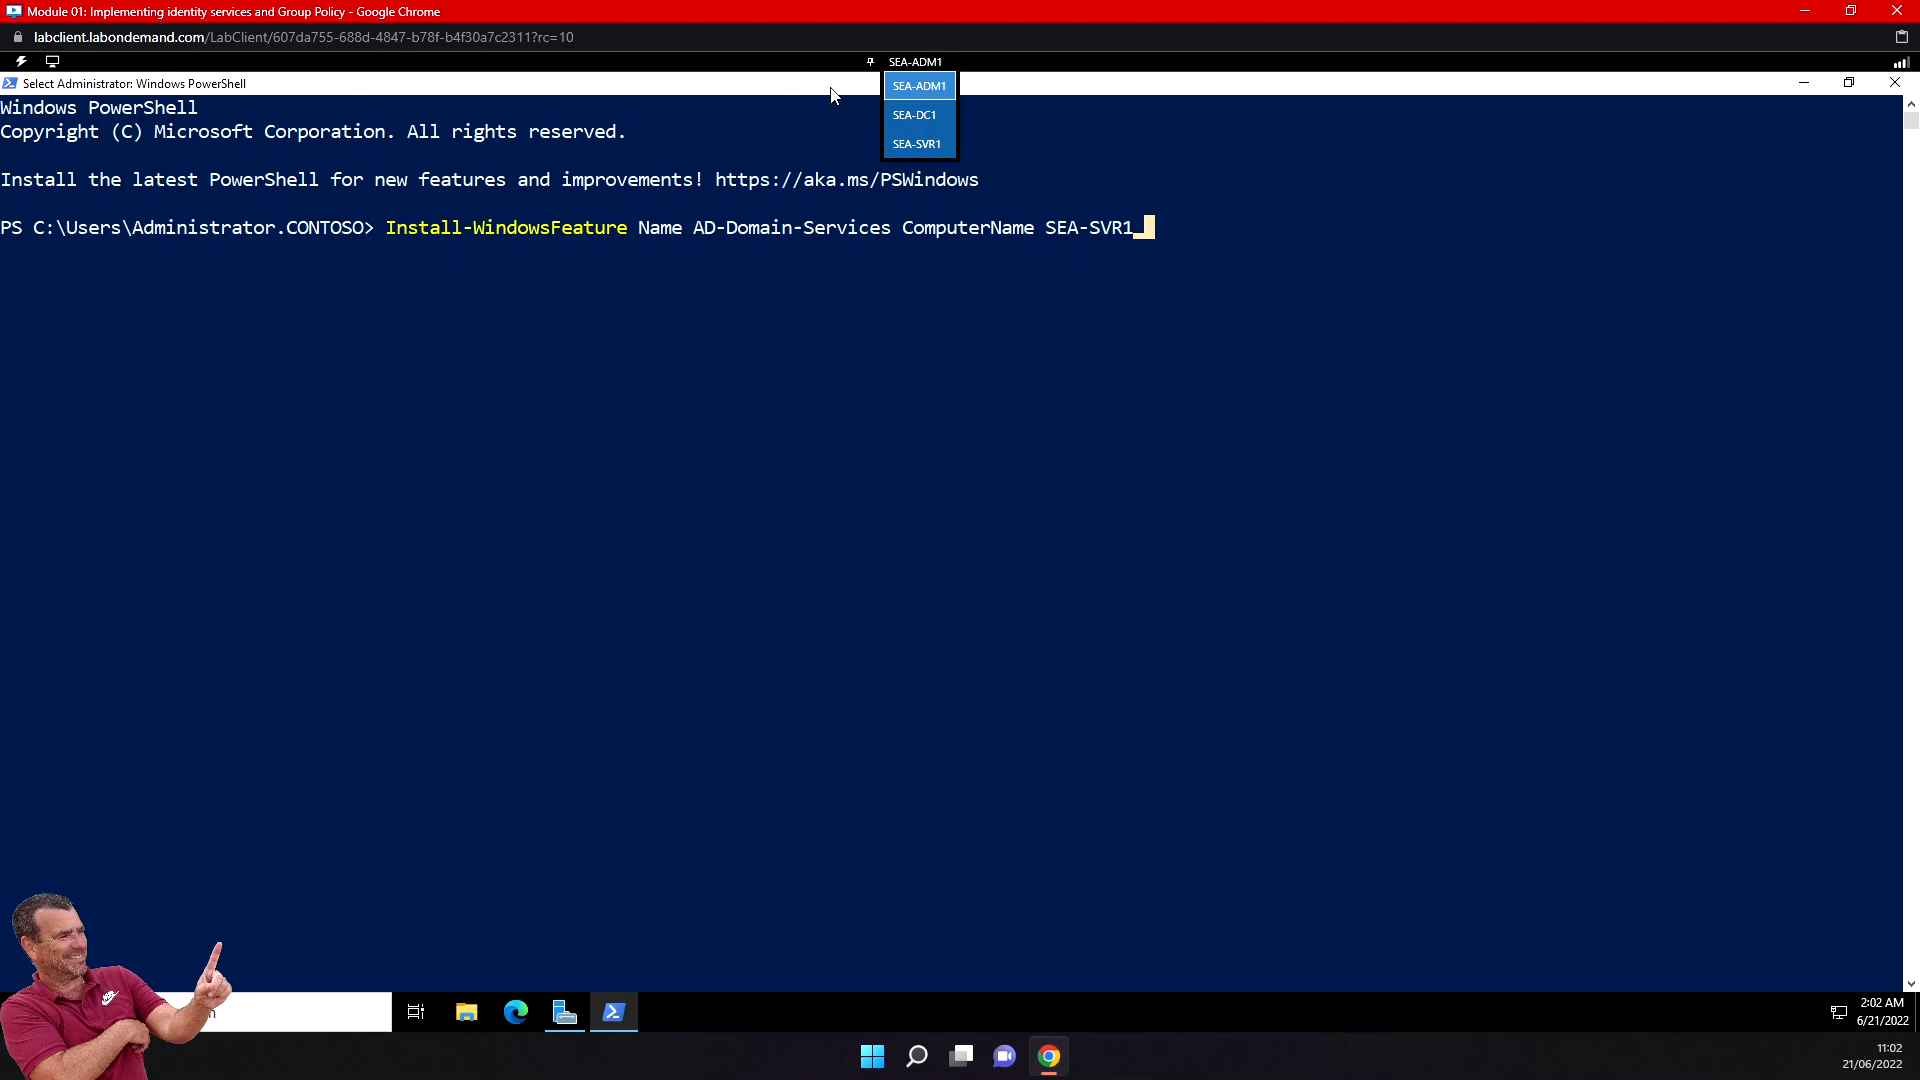 Module 01: Implementing identity services and Group Policy - Google Chrome
labclient.labondemand.com/LabClient/607da755-688d-4847-b78f-b4f30a7c2311?rc=10
SEA-ADM1
Select Administrator: Windows PowerShell
SEA-ADM1
SEA-DC1
SEA-SVR1
Windows PowerShell
Copyright (C) Microsoft Corporation. All rights reserved.
Install the latest PowerShell for new features and improvements! https://aka.ms/PSWindows
PS C:\Users\Administrator.CONTOSO> Install-WindowsFeature Name AD-Domain-Services ComputerName SEA-SVR1
2:02 AM
6/21/2022
11:02
21/06/2022